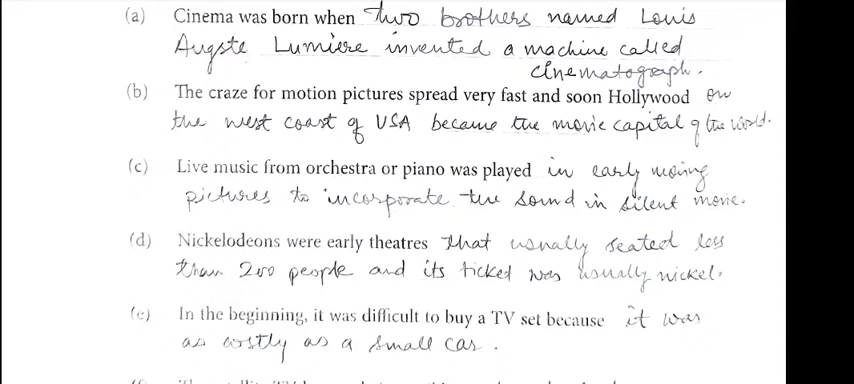 (a) Cinema was born when two brothers named Louis
Augste Lumiere invented a machine called
cinematograph.
(b) The craze for motion pictures spread very fast and soon Hollywood on
the west coast of USA became the movie capital of the world.
(c) Live music from orchestra or piano was played in early moving
pictures to incorporate the sound in silent movie.
(d) Nickelodeons were early theatres that usually seated less
than 200 people and its ticket was usually nickel.
(e) In the beginning, it was difficult to buy a TV set because it was
as costly as a small car.